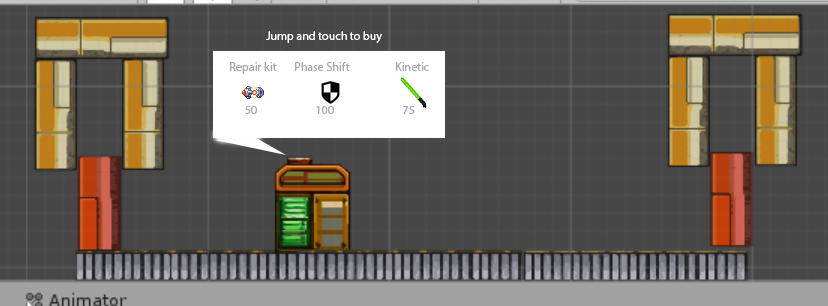 Jump and touch to buy
Repair kit Phase Shift Kinetic
50 100 75
Animator